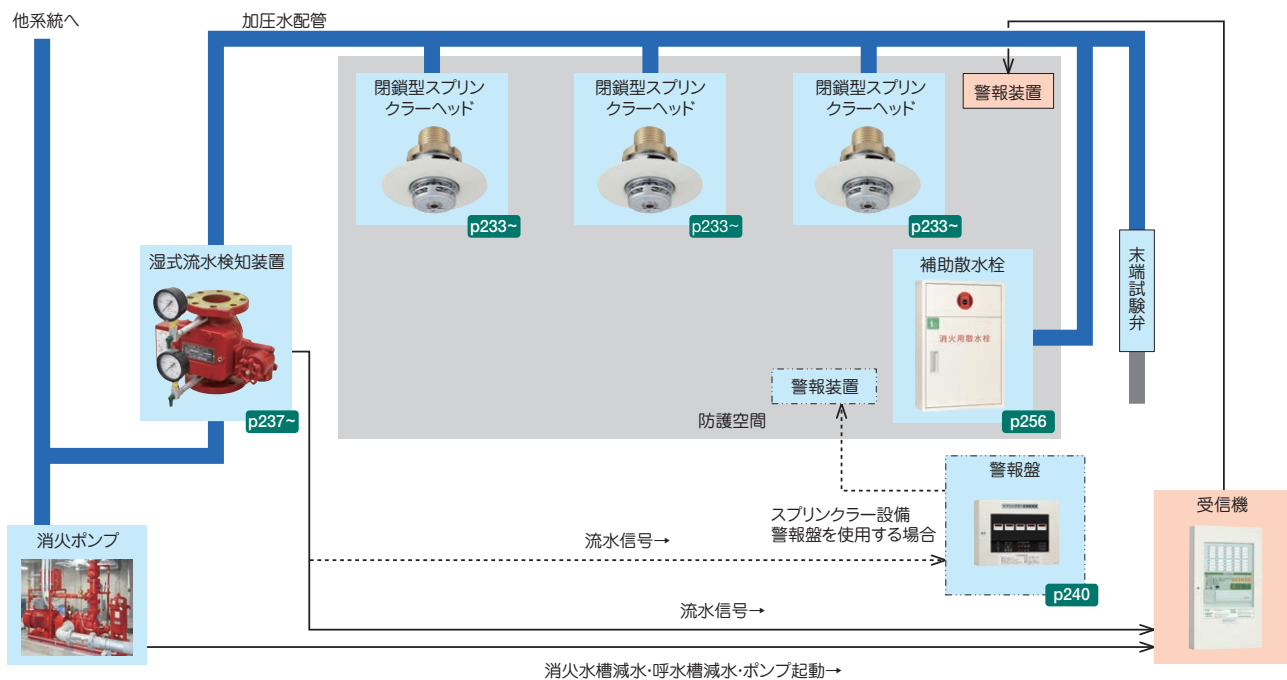 他系統へ
加圧水配管
閉鎖型スプリン
クラーヘッド
p233~
閉鎖型スプリン
クラーヘッド
p233~
閉鎖型スプリン
クラーヘッド
p233~
警報装置
湿式流水検知装置
p237~
補助散水栓
消火用散水栓
p256
末端試験弁
警報装置
防護空間
警報盤
p240
スプリンクラー設備
警報盤を使用する場合
受信機
消火ポンプ
流水信号→
流水信号→
消火水槽減水・呼水槽減水・ポンプ起動→